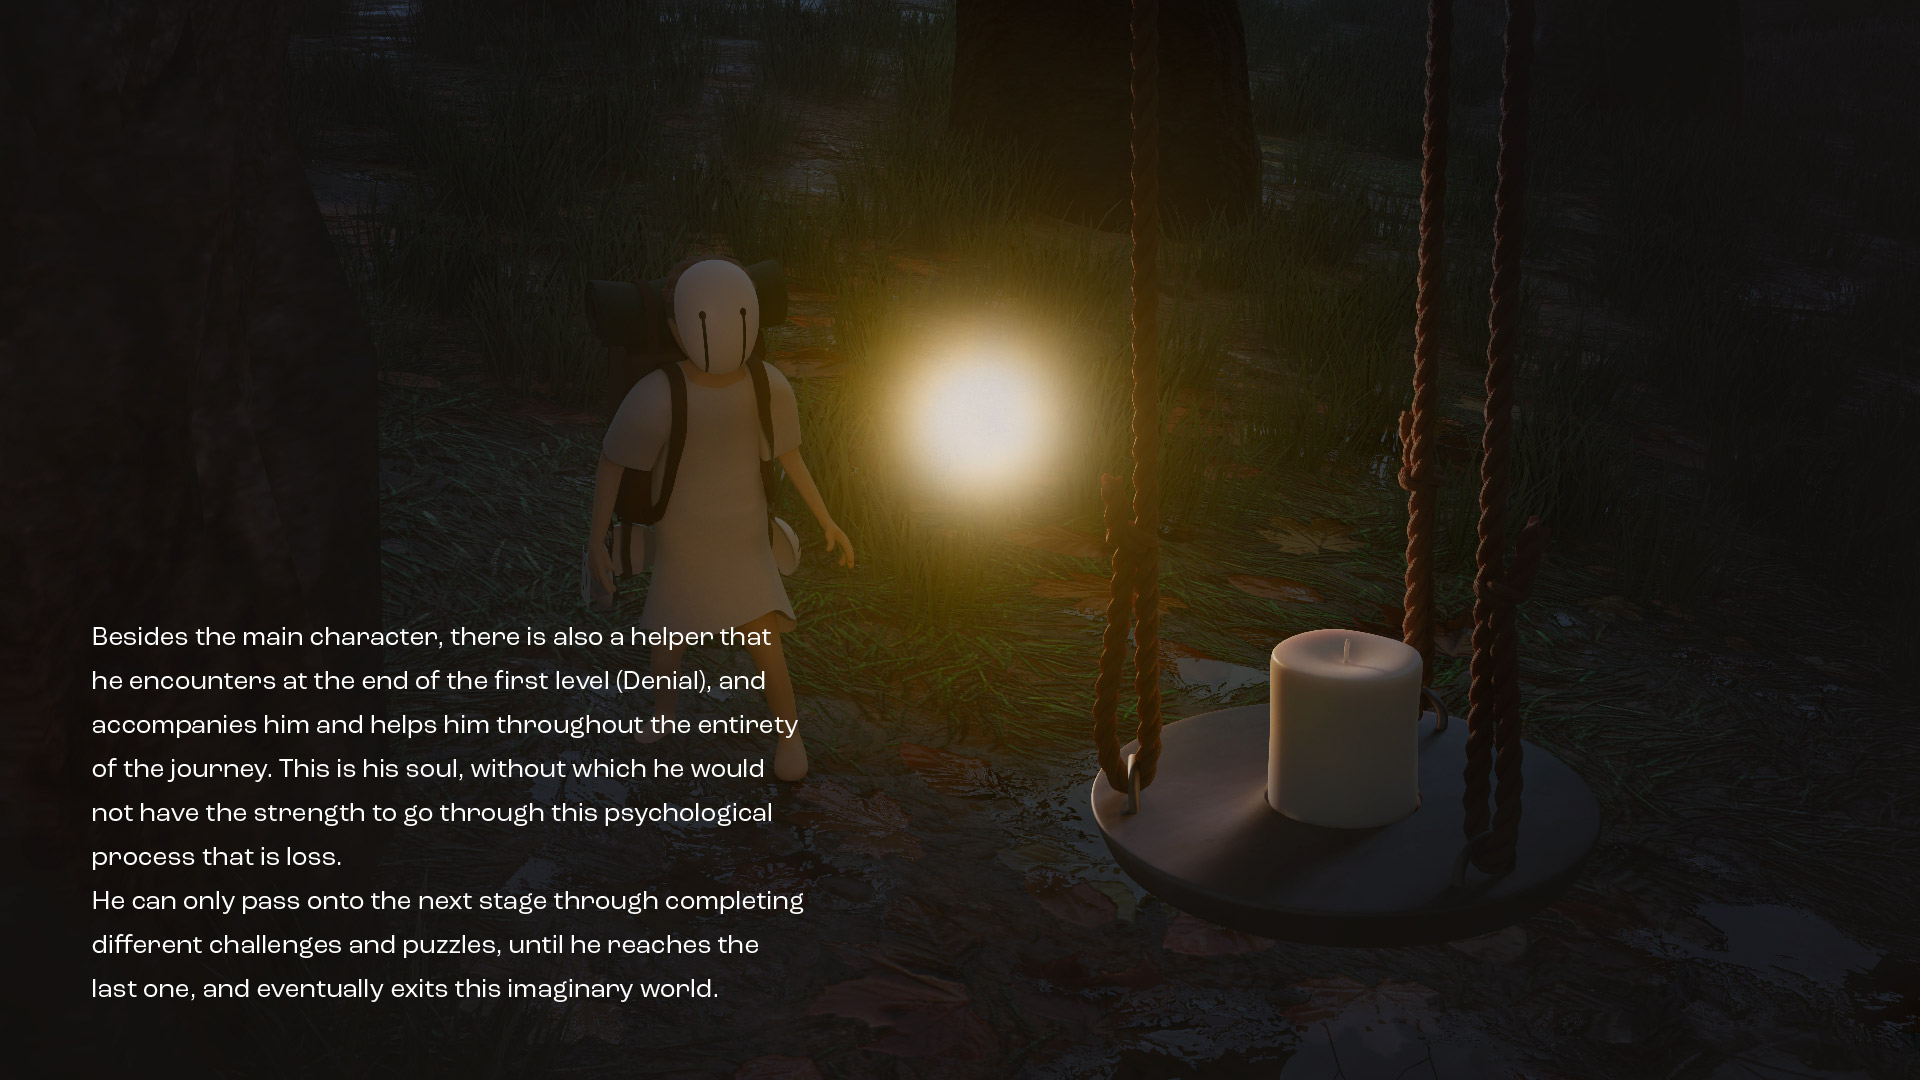 Besides the main character, there is also a helper that
he encounters at the end of the first level (Denial), and
accompanies him and helps him throughout the entirety
of the journey. This is his soul, without which he would
not have the strength to go through this psychological
process that is loss.
He can only pass onto the next stage through completing
different challenges and puzzles, until he reaches the
last one, and eventually exits this imaginary world.